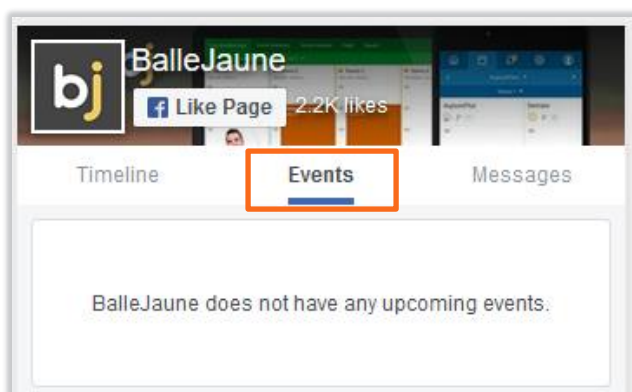 bj
BalleJaune
f Like Page 2.2K likes
Timeline Events Messages
BalleJaune does not have any upcoming events.